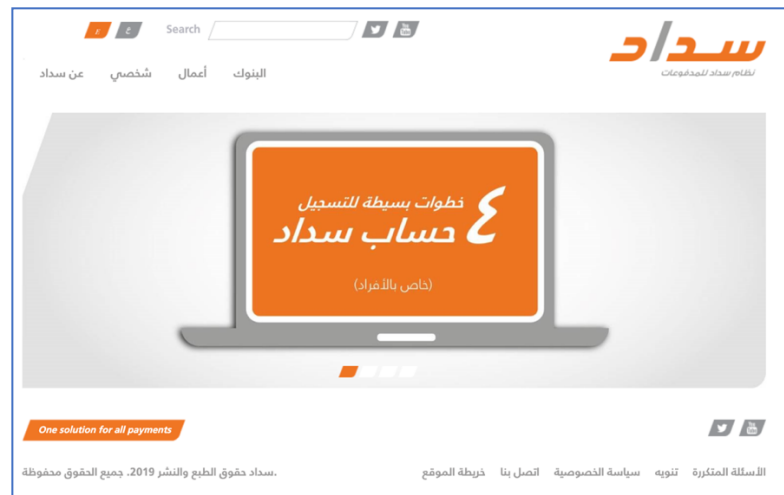 Search
سداد
نظام سداد للمدفوعات
عن سداد شخصي أعمال البنوك
٤ خطوات بسيطة للتسجيل
حساب سداد
(خاص بالأفراد)
One solution for all payments
الأسئلة المتكررة تنويه سياسة الخصوصية اتصل بنا خريطة الموقع
سداد حقوق الطبع والنشر 2019. جميع الحقوق محفوظة.